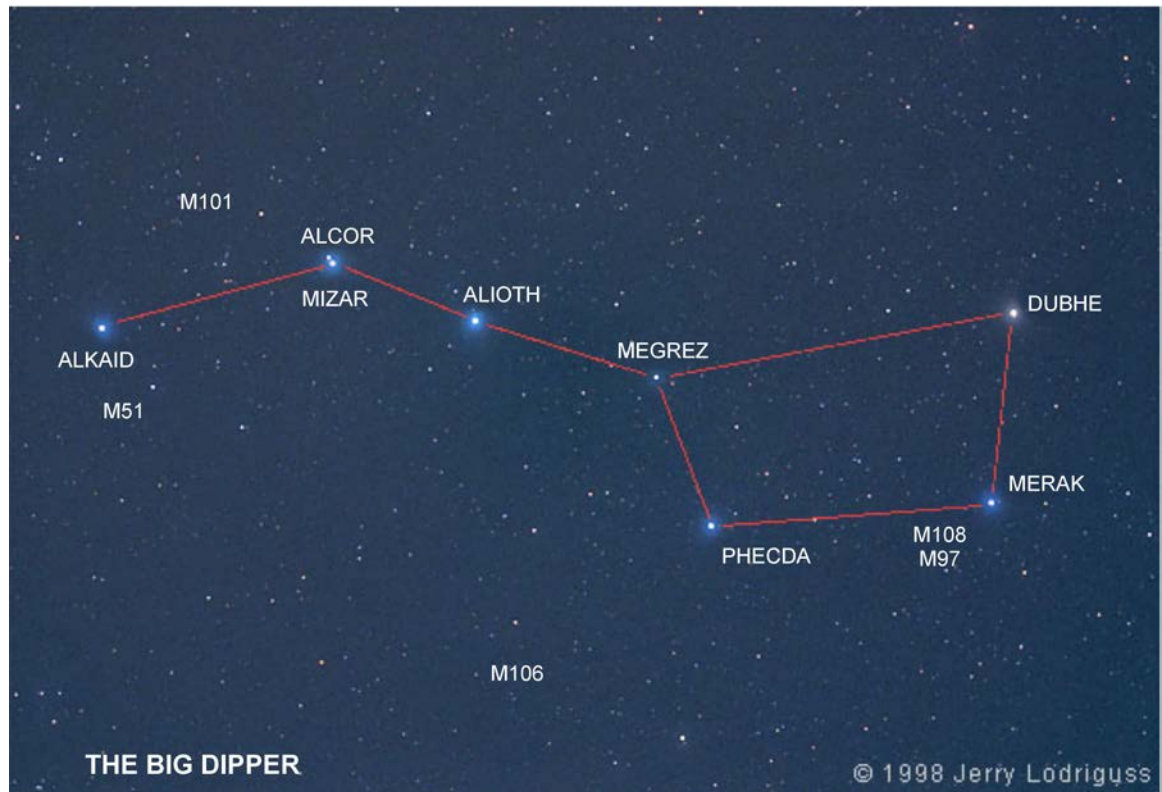 M101
ALCOR
MIZAR
ALIOTH
DUBHE
ALKAID
MEGREZ
M51
MERAK
M108
M97
PHECDA
M106
THE BIG DIPPER
© 1998 Jerry Lodriguss